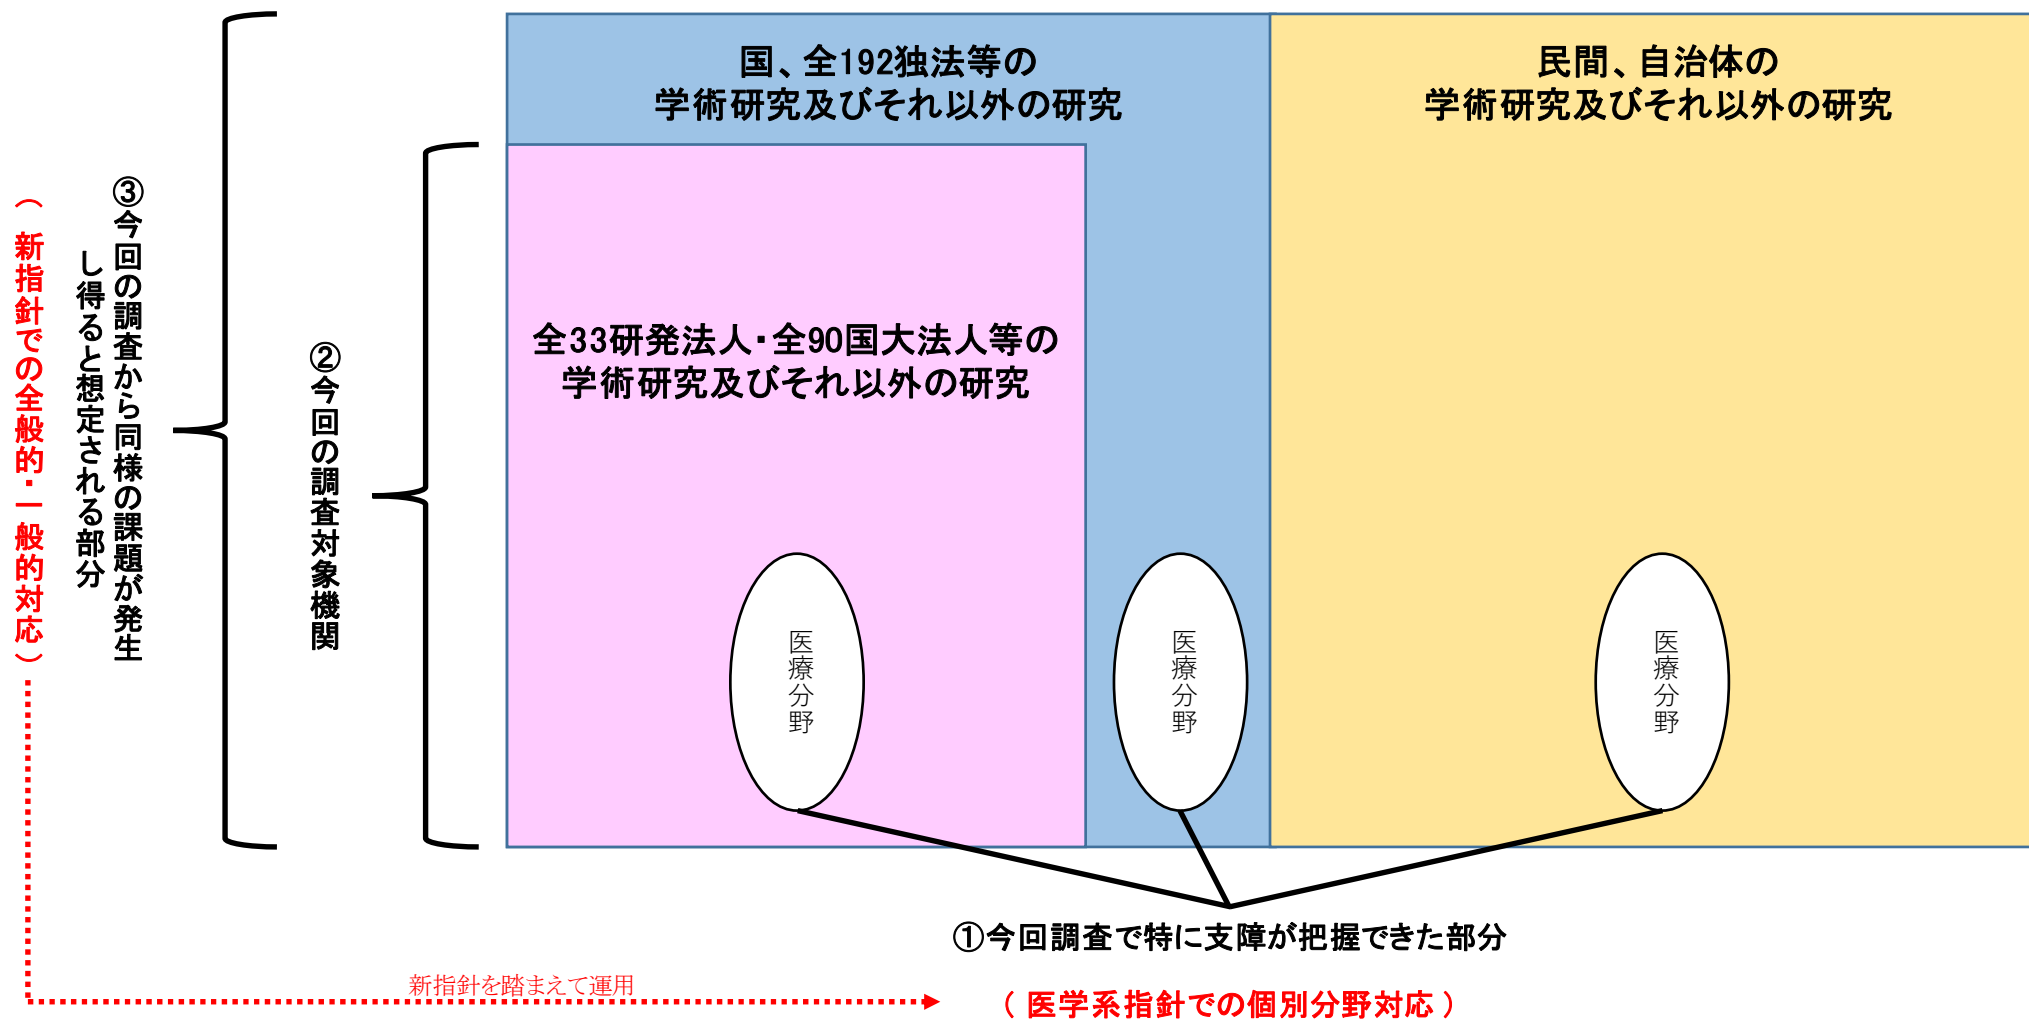 国、全192独法等の
学術研究及びそれ以外の研究
民間、自治体の
学術研究及びそれ以外の研究
全33研発法人・全90国大法人等の
学術研究及びそれ以外の研究
③今回の調査から同様の課題が発生
し得ると想定される部分
（ 新指針での全般的・一般的対応 ）
②今回の調査対象機関
医療分野
医療分野
医療分野
①今回調査で特に支障が把握できた部分
新指針を踏まえて運用
（ 医学系指針での個別分野対応 ）